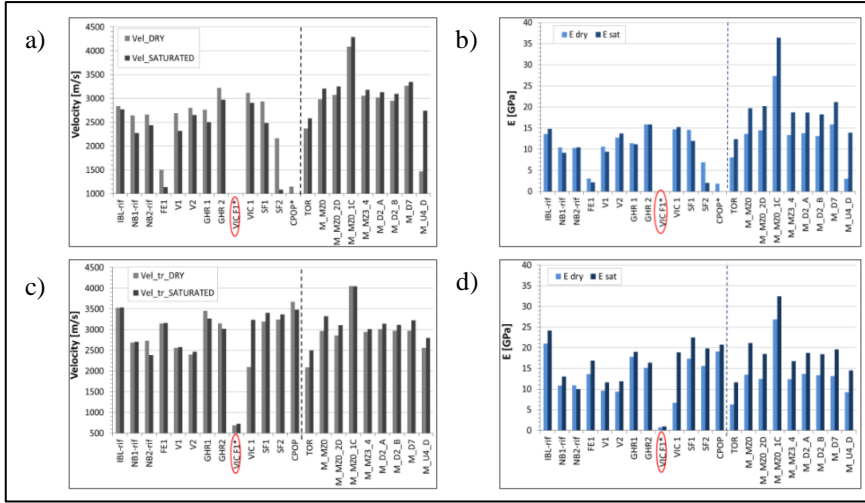 a)
Velocity [m/s]
4500
4000
3500
3000
2500
2000
1500
1000
Vel_DRY
Vel_SATURATED
IBL-rif
NB1-rif
NB2-rif
FE1
V1
V2
GHR 1
GHR 2
VIC F1*
VIC 1
SF1
SF2
CPOP*
TOR
M_MZ0
M_MZ0_2D
M_MZ0_1C
M_MZ3_4
M_D2_A
M_D2_B
M_D7
M_U4_D
b)
E [GPa]
40
35
30
25
20
15
10
5
0
E dry
E sat
IBL-rif
NB1-rif
NB2-rif
FE1
V1
V2
GHR 1
GHR 2
VIC F1*
VIC 1
SF1
SF2
CPOP*
TOR
M_MZ0
M_MZ0_2D
M_MZ0_1C
M_MZ3_4
M_D2_A
M_D2_B
M_D7
M_U4_D
c)
Velocity [m/s]
4500
4000
3500
3000
2500
2000
1500
1000
500
Vel_tr_DRY
Vel_tr_SATURATED
IBL-rif
NB1-rif
NB2-rif
FE1
V1
V2
GHR1
GHR2
VIC F1*
VIC 1
SF1
SF2
CPOP
TOR
M_MZ0
M_MZ0_2D
M_MZ0_1C
M_MZ3_4
M_D2_A
M_D2_B
M_D7
M_U4_D
d)
E [GPa]
40
35
30
25
20
15
10
5
0
E dry
E sat
IBL-rif
NB1-rif
NB2-rif
FE1
V1
V2
GHR1
GHR2
VIC F1*
VIC 1
SF1
SF2
CPOP
TOR
M_MZ0
M_MZ0_2D
M_MZ0_1C
M_MZ3_4
M_D2_A
M_D2_B
M_D7
M_U4_D